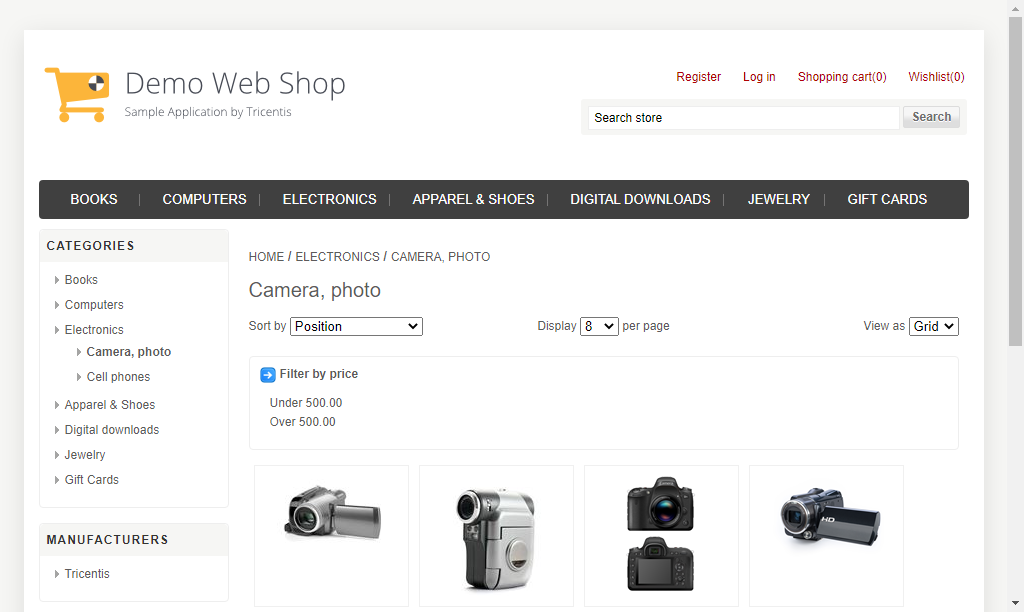 Demo Web Shop
Sample Application by Tricentis
Register Log in Shopping cart(0) Wishlist(0)
Search store Search
BOOKS COMPUTERS ELECTRONICS APPAREL & SHOES DIGITAL DOWNLOADS JEWELRY GIFT CARDS
CATEGORIES
Books
Computers
Electronics
Camera, photo
Cell phones
Apparel & Shoes
Digital downloads
Jewelry
Gift Cards
MANUFACTURERS
Tricentis
HOME / ELECTRONICS / CAMERA, PHOTO
Camera, photo
Sort by Position Display 8 per page View as Grid
Filter by price
Under 500.00
Over 500.00
HD